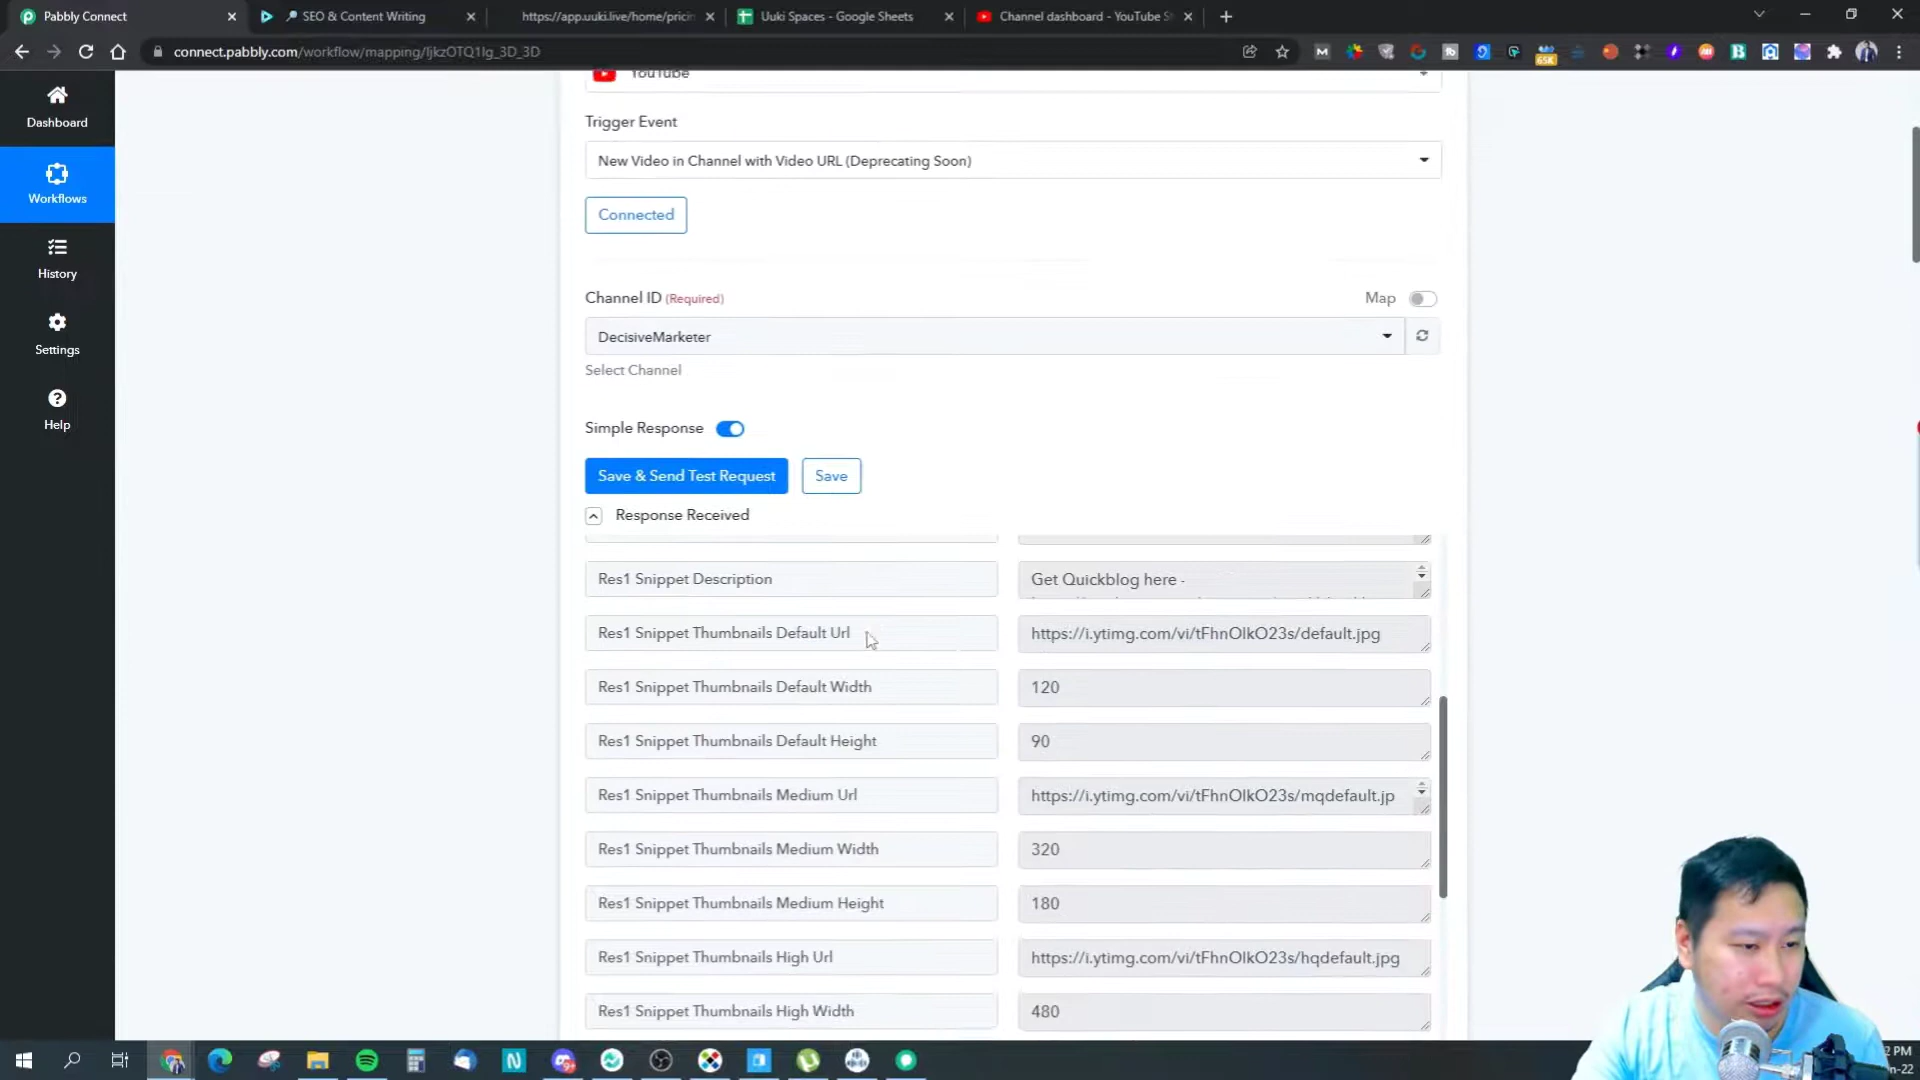 Pabbly Connect
SEO & Content Writing
https://app.uuki.live/home/pricin
Uuki Spaces - Google Sheets
Channel dashboard - YouTube S
connect.pabbly.com/workflow/mapping/IjkzOTQ1Ig_3D_3D
65K
Dashboard
Workflows
History
Settings
Help
YouTube
Trigger Event
New Video in Channel with Video URL (Deprecating Soon)
Connected
Channel ID (Required)
Map
DecisiveMarketer
Select Channel
Simple Response
Save & Send Test Request
Save
Response Received
Res1 Snippet Description
Get Quickblog here -
Res1 Snippet Thumbnails Default Url
https://i.ytimg.com/vi/tFhnOlkO23s/default.jpg
Res1 Snippet Thumbnails Default Width
120
Res1 Snippet Thumbnails Default Height
90
Res1 Snippet Thumbnails Medium Url
https://i.ytimg.com/vi/tFhnOlkO23s/mqdefault.jp
Res1 Snippet Thumbnails Medium Width
320
Res1 Snippet Thumbnails Medium Height
180
Res1 Snippet Thumbnails High Url
https://i.ytimg.com/vi/tFhnOlkO23s/hqdefault.jpg
Res1 Snippet Thumbnails High Width
480
2 PM
n-22